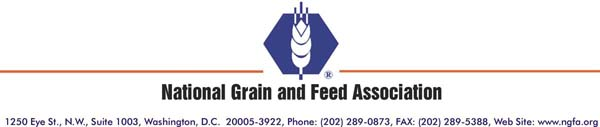 ®
National Grain and Feed Association
1250 Eye St., N.W., Suite 1003, Washington, D.C. 20005-3922, Phone: (202) 289-0873, FAX: (202) 289-5388, Web Site: www.ngfa.org